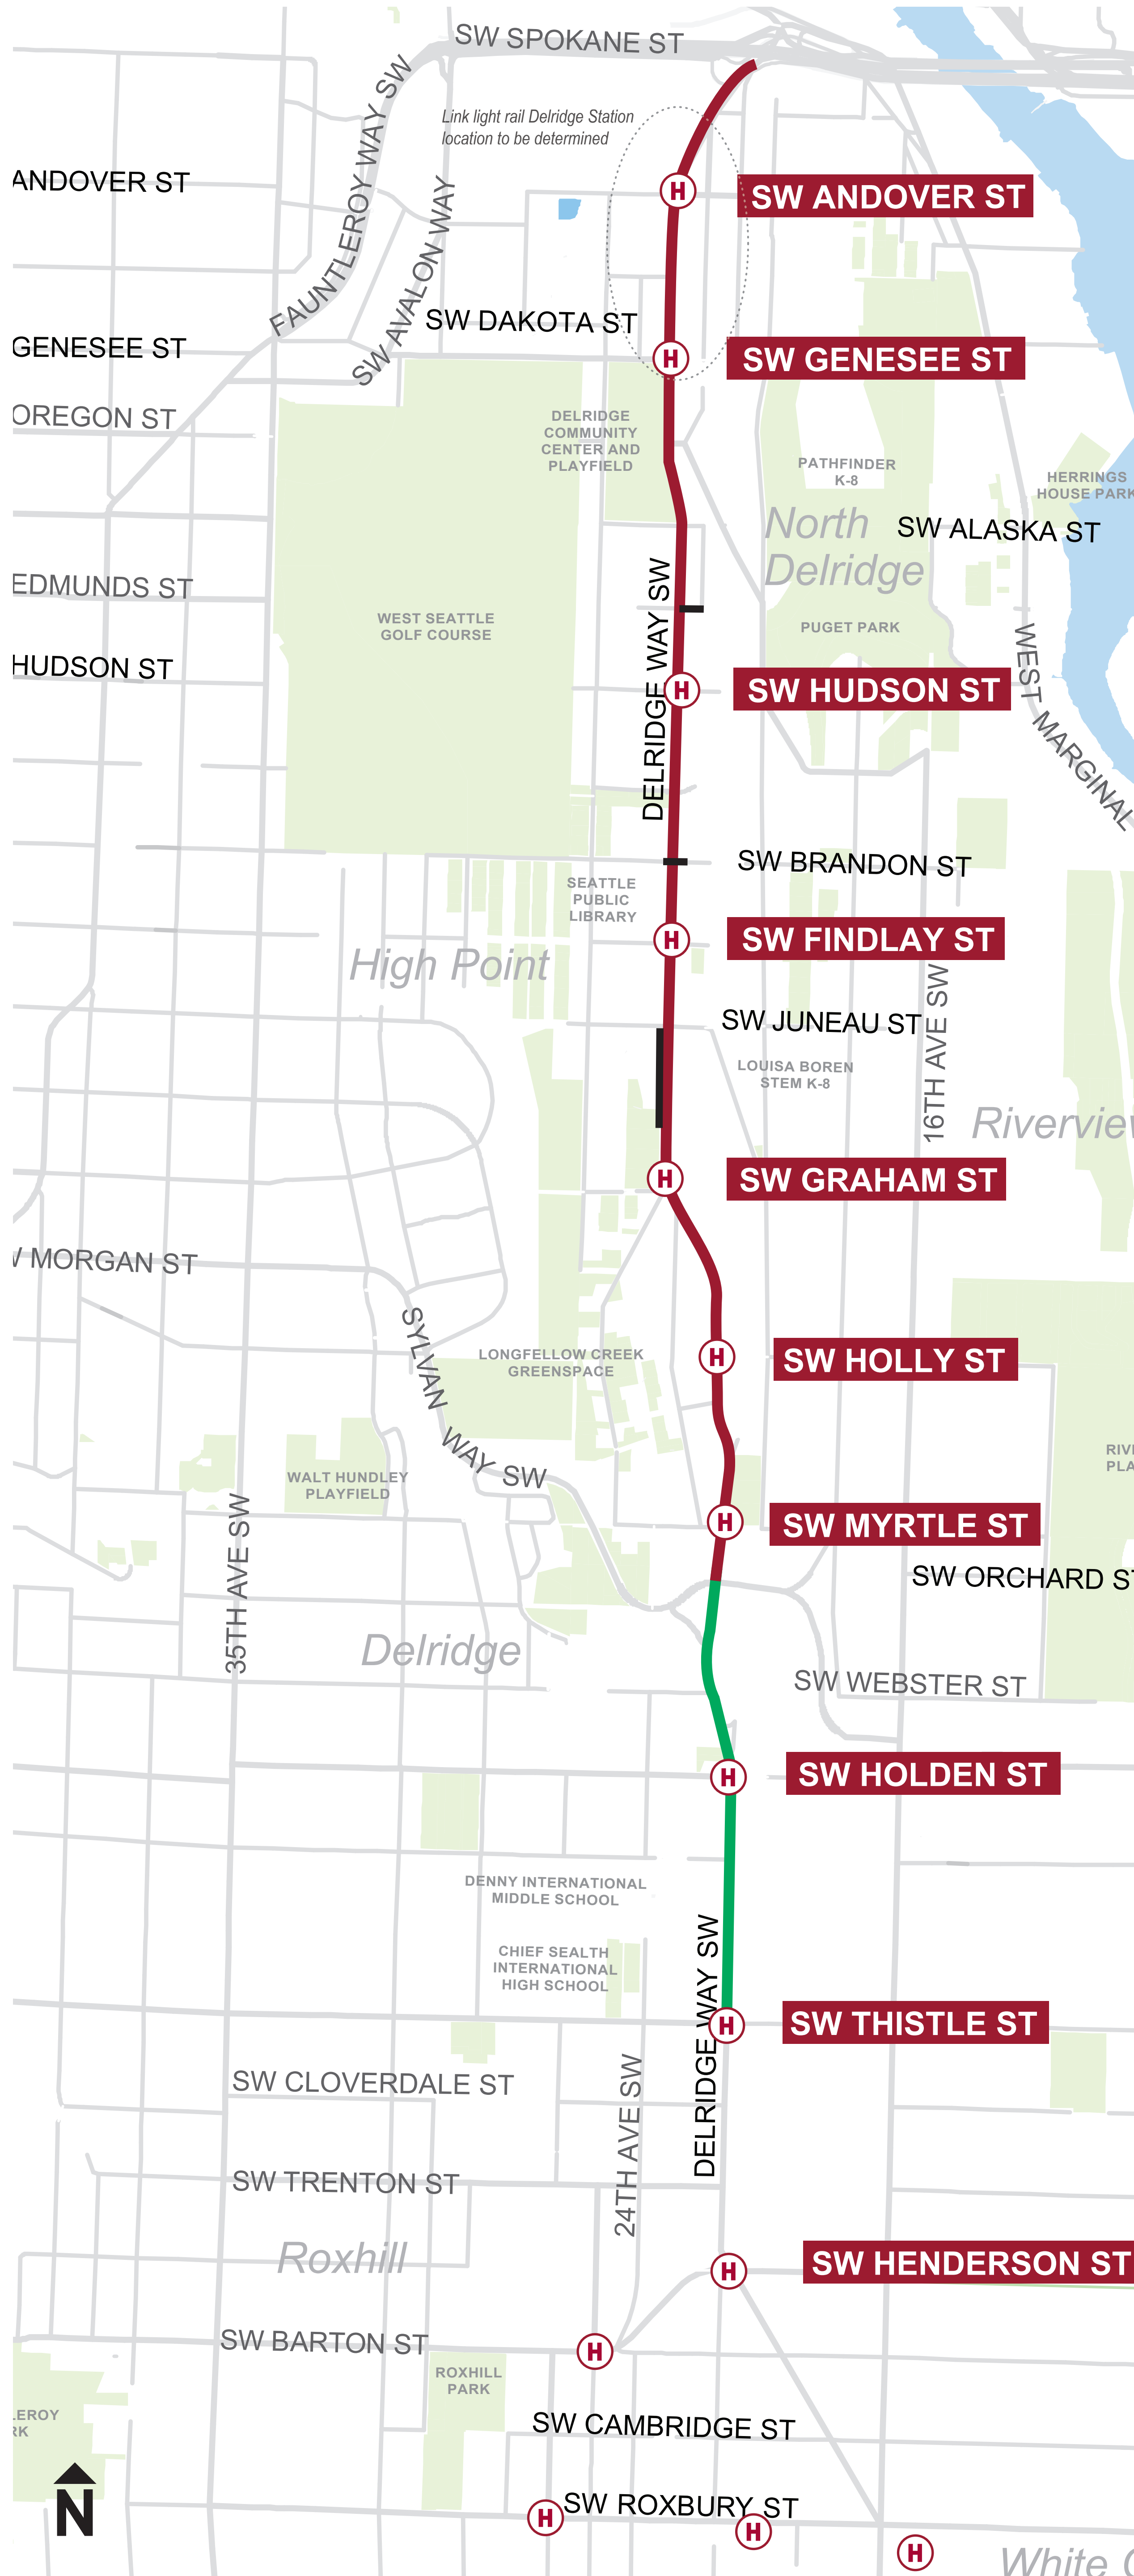 SW SPOKANE ST
FAUNTLEROY WAY SW
Link light rail Delridge Station
location to be determined
ANDOVER ST
H
SW ANDOVER ST
SW AVALON WAY
SW DAKOTA ST
GENESEE ST
H
SW GENESEE ST
OREGON ST
DELRIDGE
COMMUNITY
CENTER AND
PLAYFIELD
PATHFINDER
K-8
HERRINGS
HOUSE PARK
North
Delridge
SW ALASKA ST
EDMUNDS ST
WEST SEATTLE
GOLF COURSE
DELRIDGE WAY SW
PUGET PARK
WEST MARGINAL
HUDSON ST
H
SW HUDSON ST
SW BRANDON ST
SEATTLE
PUBLIC
LIBRARY
H
SW FINDLAY ST
High Point
16TH AVE SW
SW JUNEAU ST
LOUISA BOREN
STEM K-8
Riverview
H
SW GRAHAM ST
MORGAN ST
SYLVAN WAY SW
LONGFELLOW CREEK
GREENSPACE
H
SW HOLLY ST
WALT HUNDLEY
PLAYFIELD
RIV
PLA
35TH AVE SW
H
SW MYRTLE ST
SW ORCHARD ST
Delridge
SW WEBSTER ST
H
SW HOLDEN ST
DENNY INTERNATIONAL
MIDDLE SCHOOL
CHIEF SEALTH
INTERNATIONAL
HIGH SCHOOL
DELRIDGE WAY SW
H
SW THISTLE ST
SW CLOVERDALE ST
24TH AVE SW
SW TRENTON ST
Roxhill
H
SW HENDERSON ST
SW BARTON ST
H
ROXHILL
PARK
LEROY
RK
SW CAMBRIDGE ST
N
H
SW ROXBURY ST
H
H
White